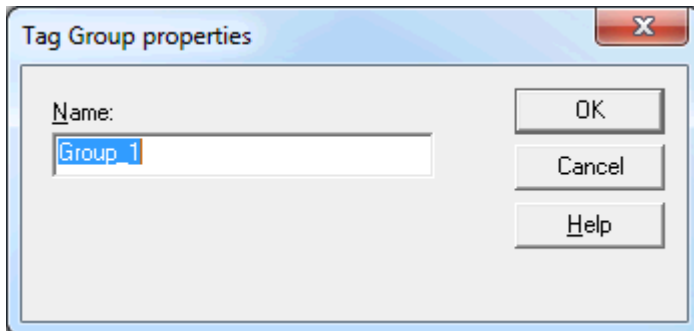 Tag Group properties
Name:
Group_1
OK
Cancel
Help